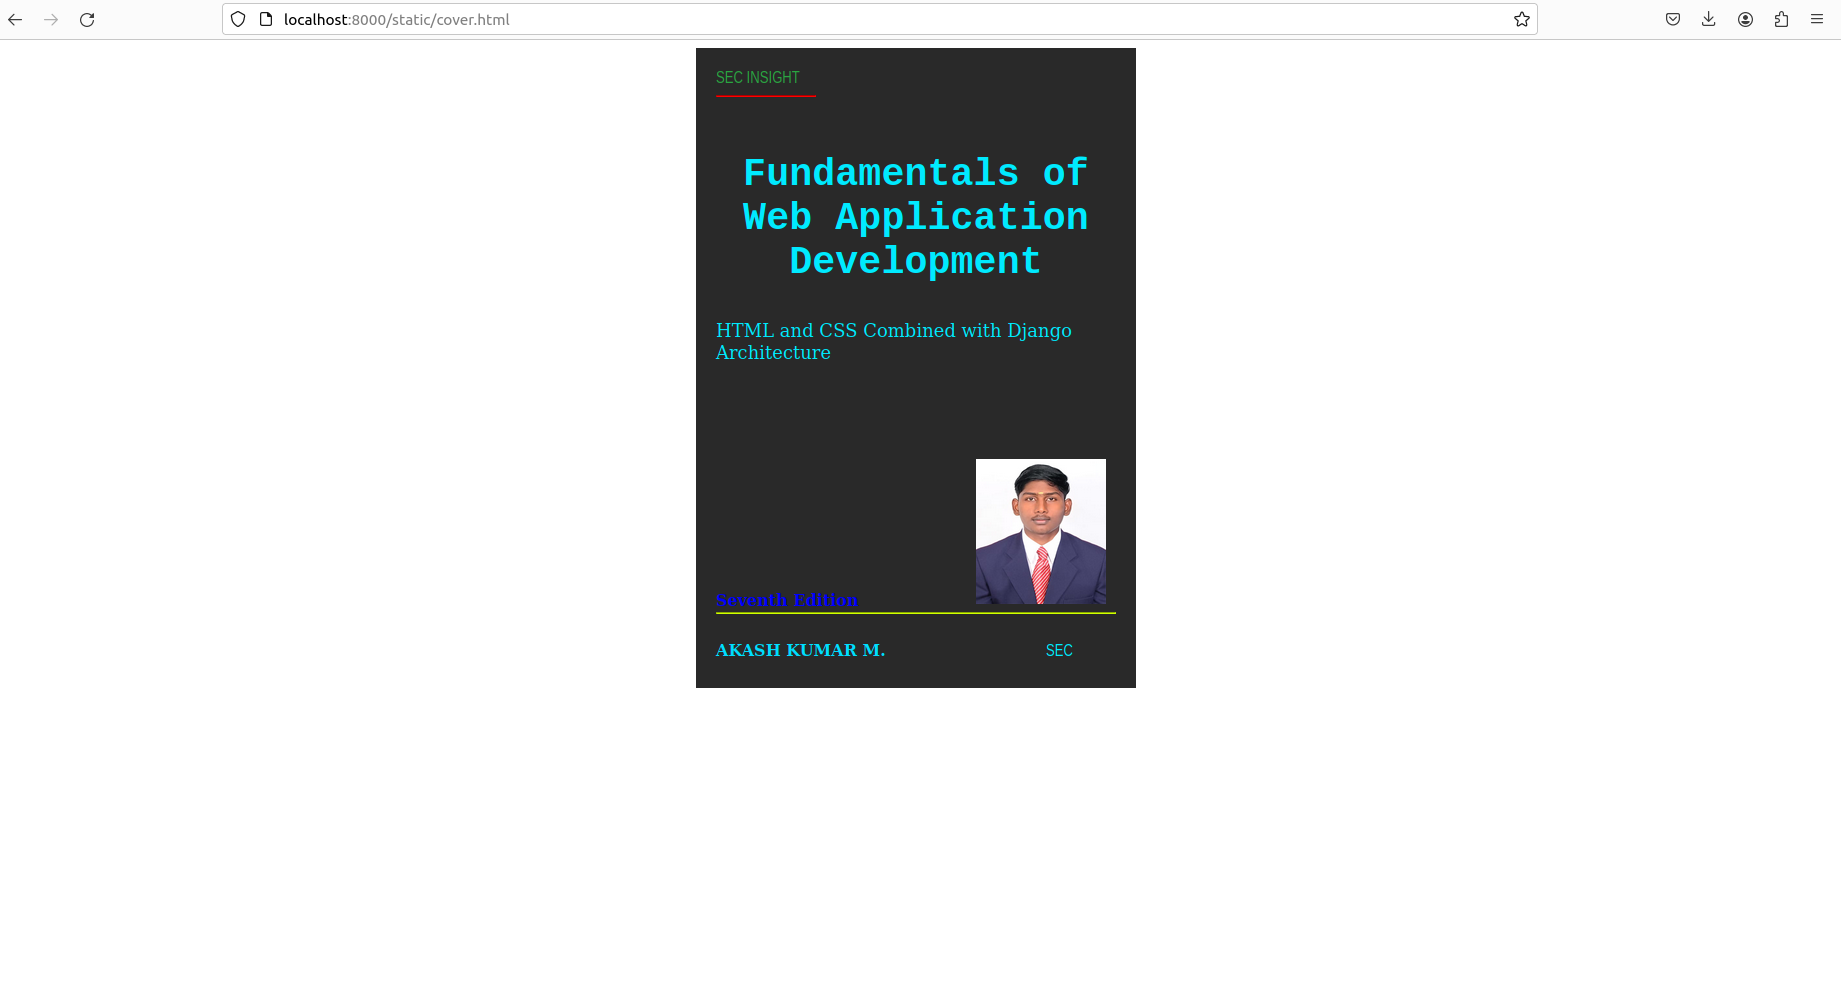 localhost:8000/static/cover.html
SEC INSIGHT
Fundamentals of
Web Application
Development
HTML and CSS Combined with Django
Architecture
Seventh Edition
AKASH KUMAR M.
SEC